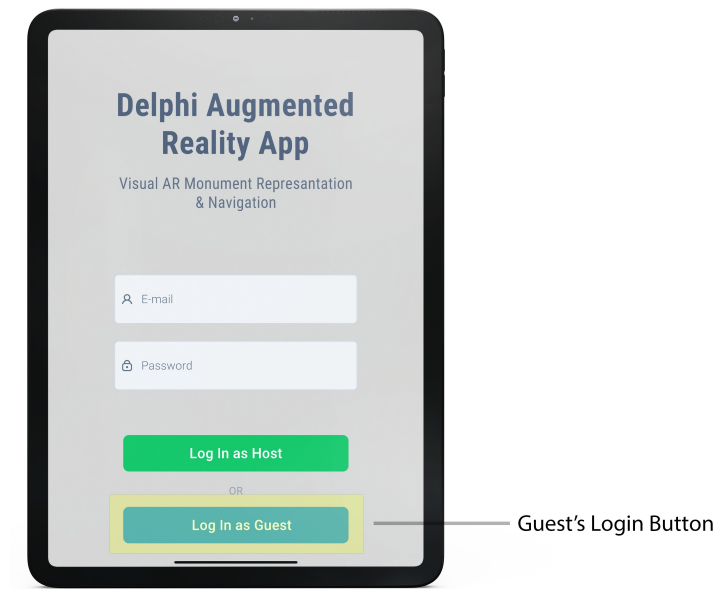 Delphi Augmented
Reality App
Visual AR Monument Represantation
& Navigation
E-mail
Password
Log In as Host
OR
Log In as Guest
Guest's Login Button